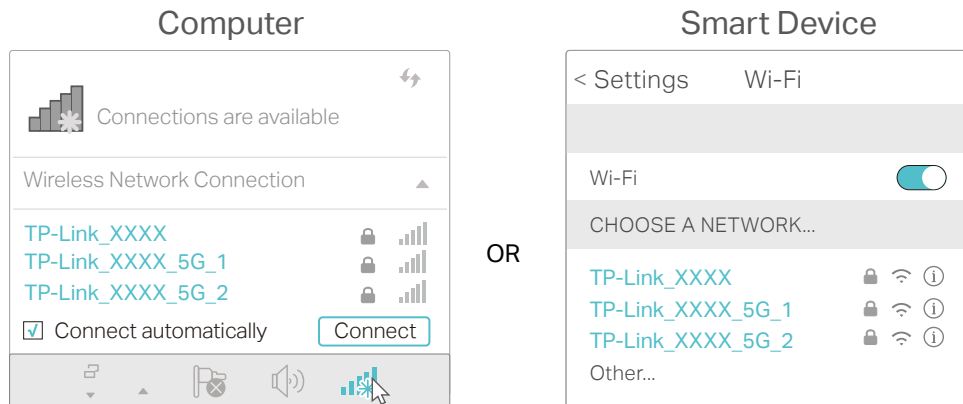 Computer
Connections are available
Wireless Network Connection
TP-Link_XXXX
TP-Link_XXXX_5G_1
TP-Link_XXXX_5G_2
Connect automatically
Connect
OR
Smart Device
< Settings Wi-Fi
Wi-Fi
CHOOSE A NETWORK...
TP-Link_XXXX
TP-Link_XXXX_5G_1
TP-Link_XXXX_5G_2
Other...